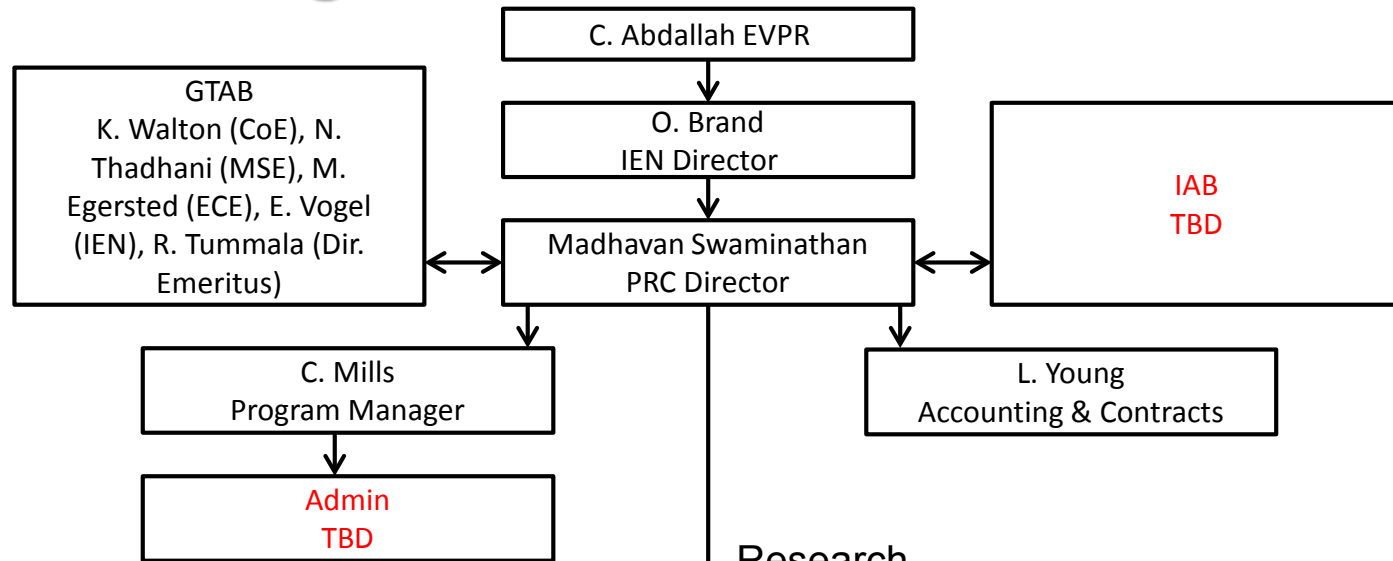 C. Abdallah EVPR
GTAB
K. Walton (CoE), N.
Thadhani (MSE), M.
Egersted (ECE), E. Vogel
(IEN), R. Tummala (Dir.
Emeritus)
O. Brand
IEN Director
IAB
TBD
Madhavan Swaminathan
PRC Director
C. Mills
Program Manager
L. Young
Accounting & Contracts
Admin
TBD
Research